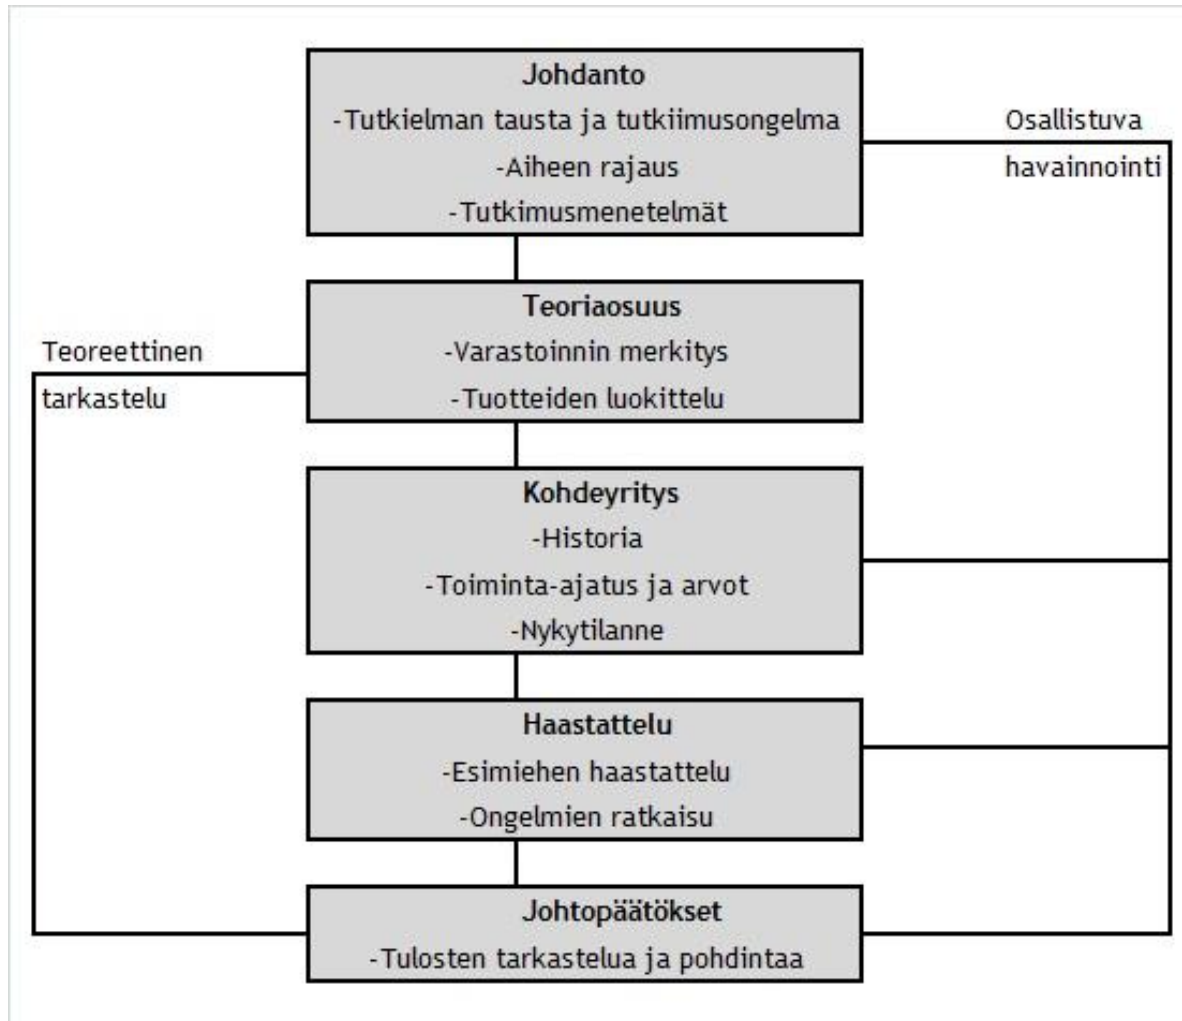 Johdanto
-Tutkielman tausta ja tutkiimusongelma
-Aiheen rajaus
-Tutkimusmenetelmät
Osallistuva
havainnointi
Teoriaosuus
-Varastoinnin merkitys
-Tuotteiden luokittelu
Teoreettinen
tarkastelu
Kohdeyritys
-Historia
-Toiminta-ajatus ja arvot
-Nykytilanne
Haastattelu
-Esimiehen haastattelu
-Ongelmien ratkaisu
Johtopäätökset
-Tulosten tarkastelua ja pohdintaa